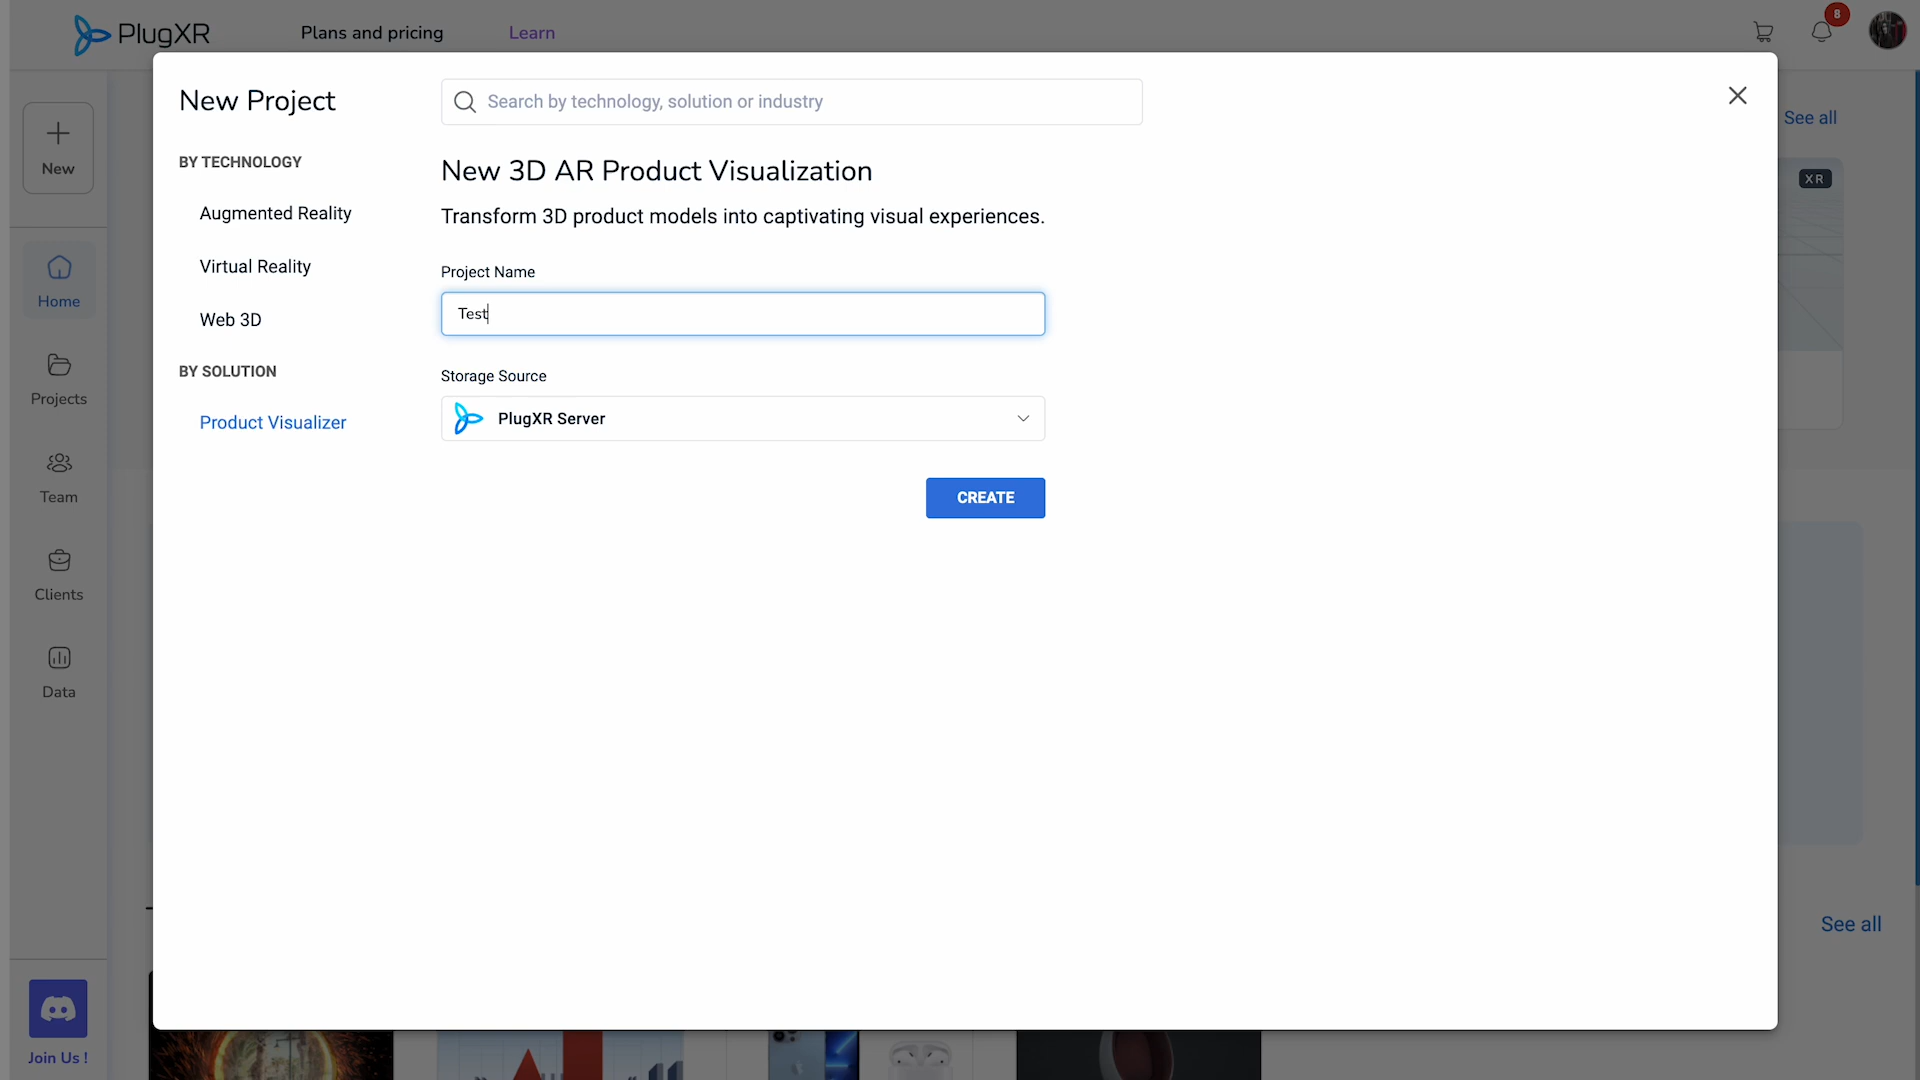 PlugXR
Plans and pricing
Learn
8
New
Home
Projects
Team
Clients
Data
Join Us !
New Project
Search by technology, solution or industry
BY TECHNOLOGY
Augmented Reality
Virtual Reality
Web 3D
BY SOLUTION
Product Visualizer
New 3D AR Product Visualization
Transform 3D product models into captivating visual experiences.
Project Name
Test
Storage Source
PlugXR Server
CREATE
See all
XR
See all